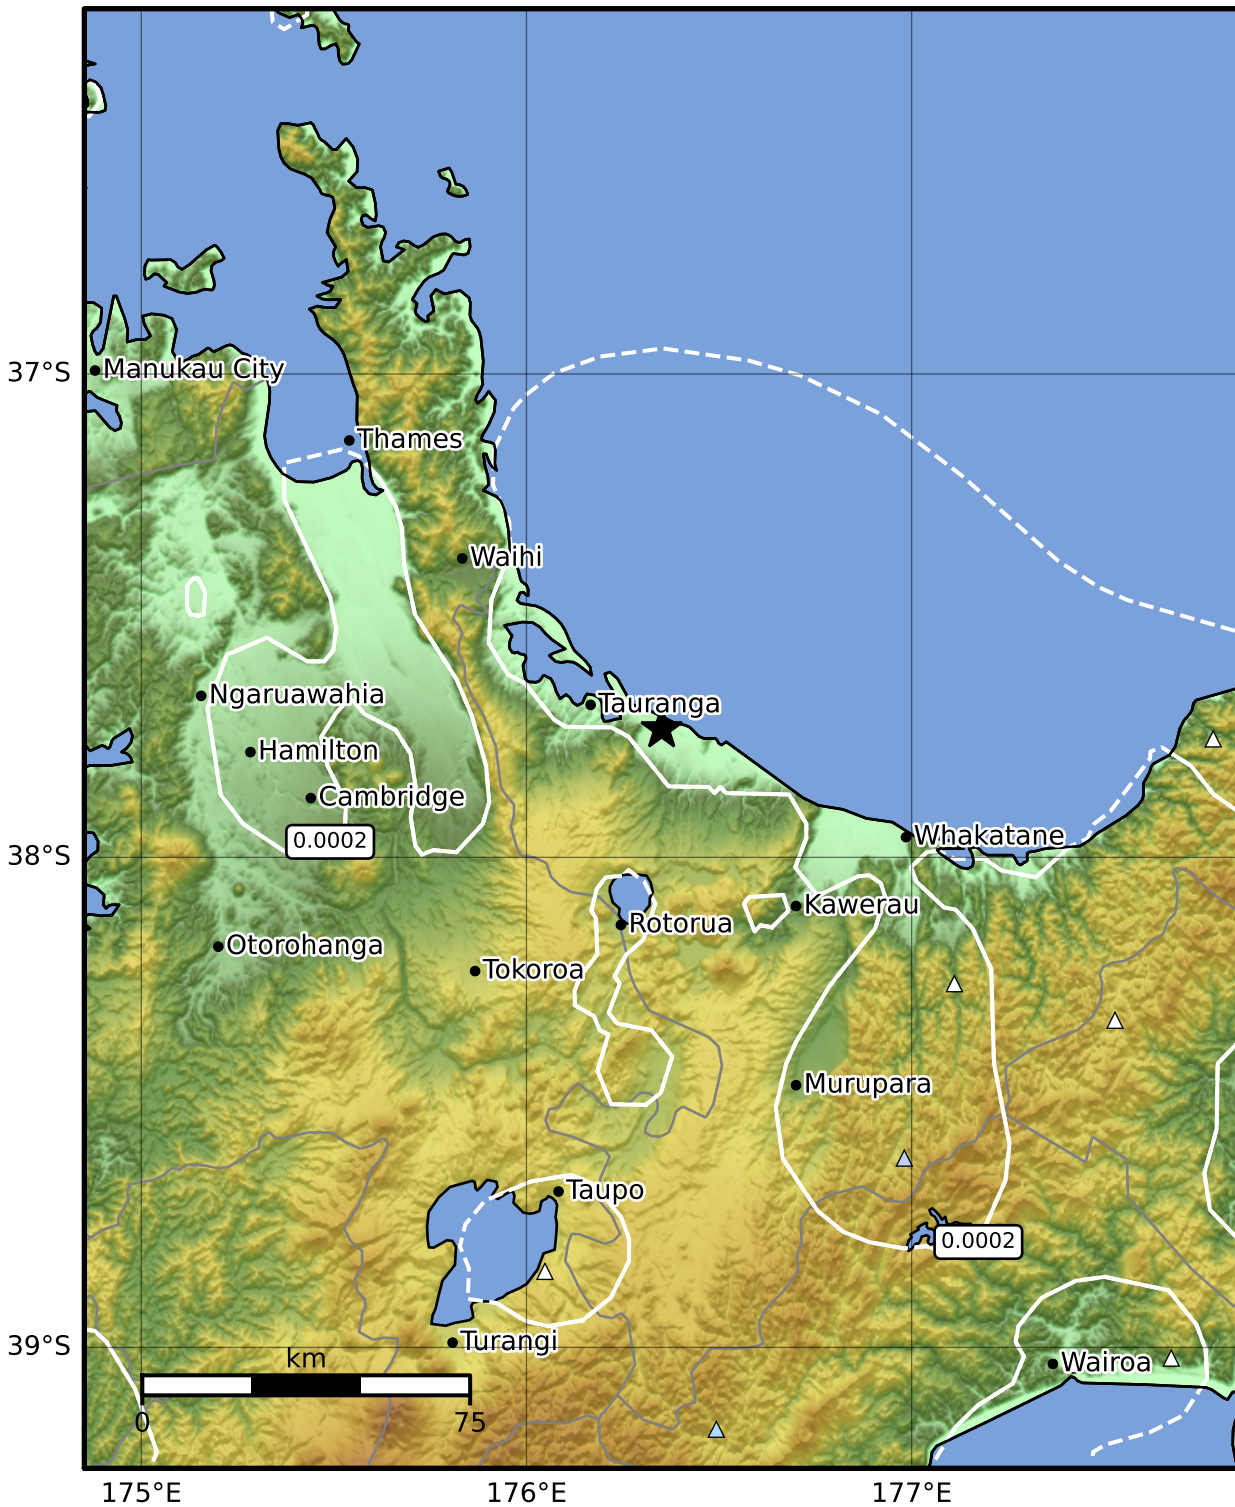 37°S
Manukau City
Thames
Waihi
Ngaruawahia
Tauranga
Hamilton
Cambridge
0.0002
Whakatane
38°S
Kawerau
Rotorua
Otorohanga
Tokoroa
Murupara
Taupo
0.0002
39°S
Turangi
Wairoa
km
0
75
175°E
176°E
177°E